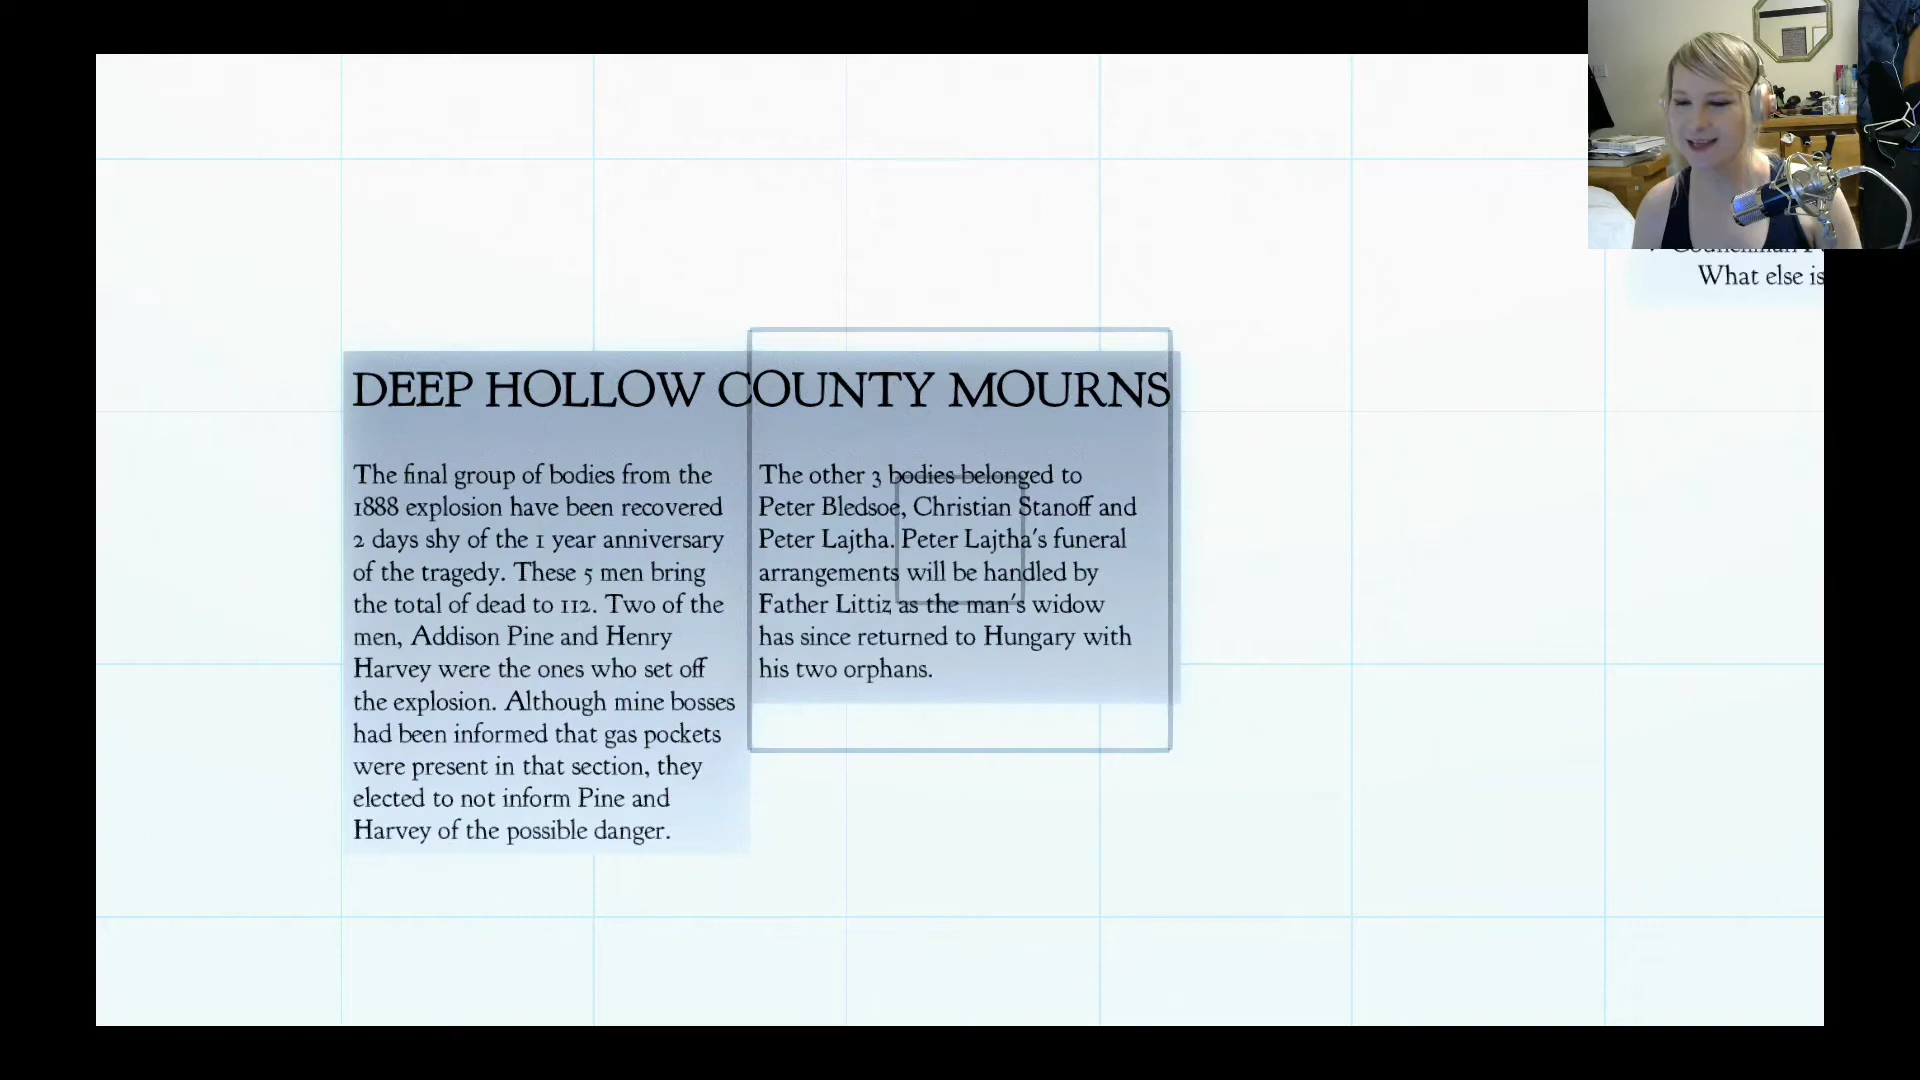 What else is
DEEP HOLLOW COUNTY MOURNS
The final group of bodies from the
1888 explosion have been recovered
2 days shy of the 1 year anniversary
of the tragedy. These 5 men bring
the total of dead to 112. Two of the
men, Addison Pine and Henry
Harvey were the ones who set off
the explosion. Although mine bosses
had been informed that gas pockets
were present in that section, they
elected to not inform Pine and
Harvey of the possible danger.
The other 3 bodies belonged to
Peter Bledsoe, Christian Stanoff and
Peter Lajtha. Peter Lajtha's funeral
arrangements will be handled by
Father Littiz as the man's widow
has since returned to Hungary with
his two orphans.